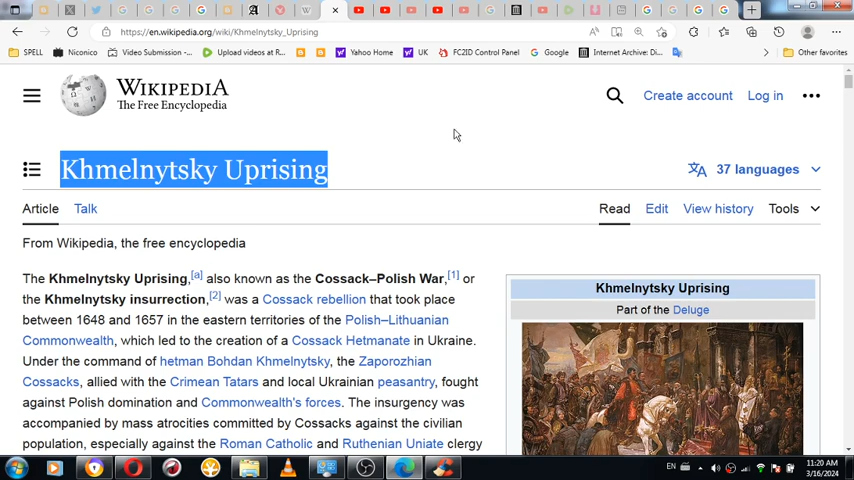 https://en.wikipedia.org/wiki/Khmelnytsky_Uprising
SPELL
Niconico
Video Submission -...
Upload videos at R...
Yahoo Home
UK
FC2ID Control Panel
Google
Internet Archive: Di...
Other favorites
WIKIPEDIA
The Free Encyclopedia
Create account
Log in
Khmelnytsky Uprising
37 languages
Article
Talk
Read
Edit
View history
Tools
From Wikipedia, the free encyclopedia
The Khmelnytsky Uprising,[a] also known as the Cossack–Polish War,[1] or
the Khmelnytsky insurrection,[2] was a Cossack rebellion that took place
between 1648 and 1657 in the eastern territories of the Polish–Lithuanian
Commonwealth, which led to the creation of a Cossack Hetmanate in Ukraine.
Under the command of hetman Bohdan Khmelnytsky, the Zaporozhian
Cossacks, allied with the Crimean Tatars and local Ukrainian peasantry, fought
against Polish domination and Commonwealth's forces. The insurgency was
accompanied by mass atrocities committed by Cossacks against the civilian
population, especially against the Roman Catholic and Ruthenian Uniate clergy
Khmelnytsky Uprising
Part of the Deluge
EN
11:20 AM
3/16/2024